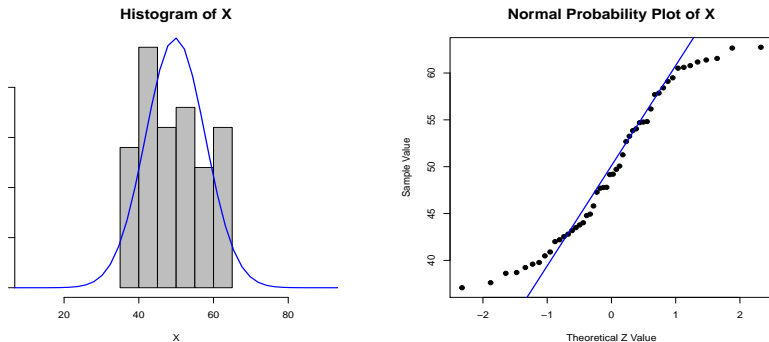 Histogram of X
20
40
60
80
X
Normal Probability Plot of X
Sample Value
60
55
50
45
40
−2
−1
0
1
2
Theoretical Z Value